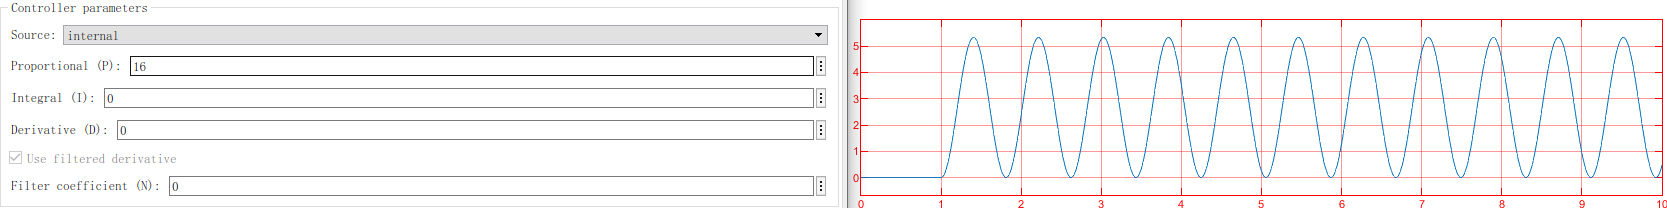 Controller parameters
Source: internal
Proportional (P): 16
Integral (I): 0
Derivative (D): 0
Use filtered derivative
Filter coefficient (N): 0
5
4
3
2
1
0
0 1 2 3 4 5 6 7 8 9 10